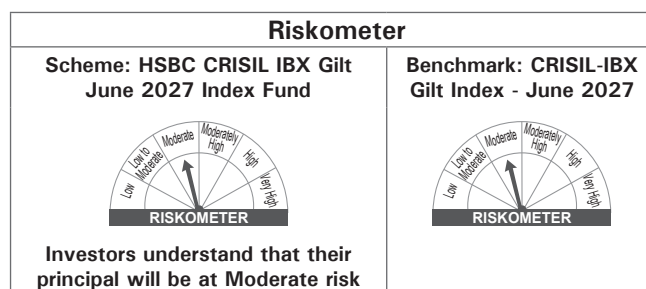 Riskometer
Scheme: HSBC CRISIL IBX Gilt
June 2027 Index Fund
Low
Low to
Moderate
Moderate
Moderately
High
High
Very High
RISKOMETER
Investors understand that their
principal will be at Moderate risk
Benchmark: CRISIL-IBX
Gilt Index - June 2027
Low
Low to
Moderate
Moderate
Moderately
High
High
Very High
RISKOMETER